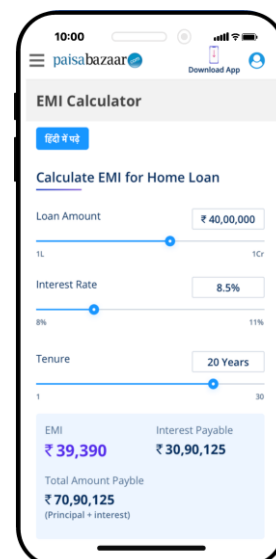 10:00
paisabazaar
Download App
EMI Calculator
हिंदी में पढ़े
Calculate EMI for Home Loan
Loan Amount
₹ 40,00,000
1L 1Cr
Interest Rate
8.5%
8% 11%
Tenure
20 Years
1 30
EMI Interest Payable
₹ 39,390 ₹ 30,90,125
Total Amount Payble
₹ 70,90,125
(Principal + interest)